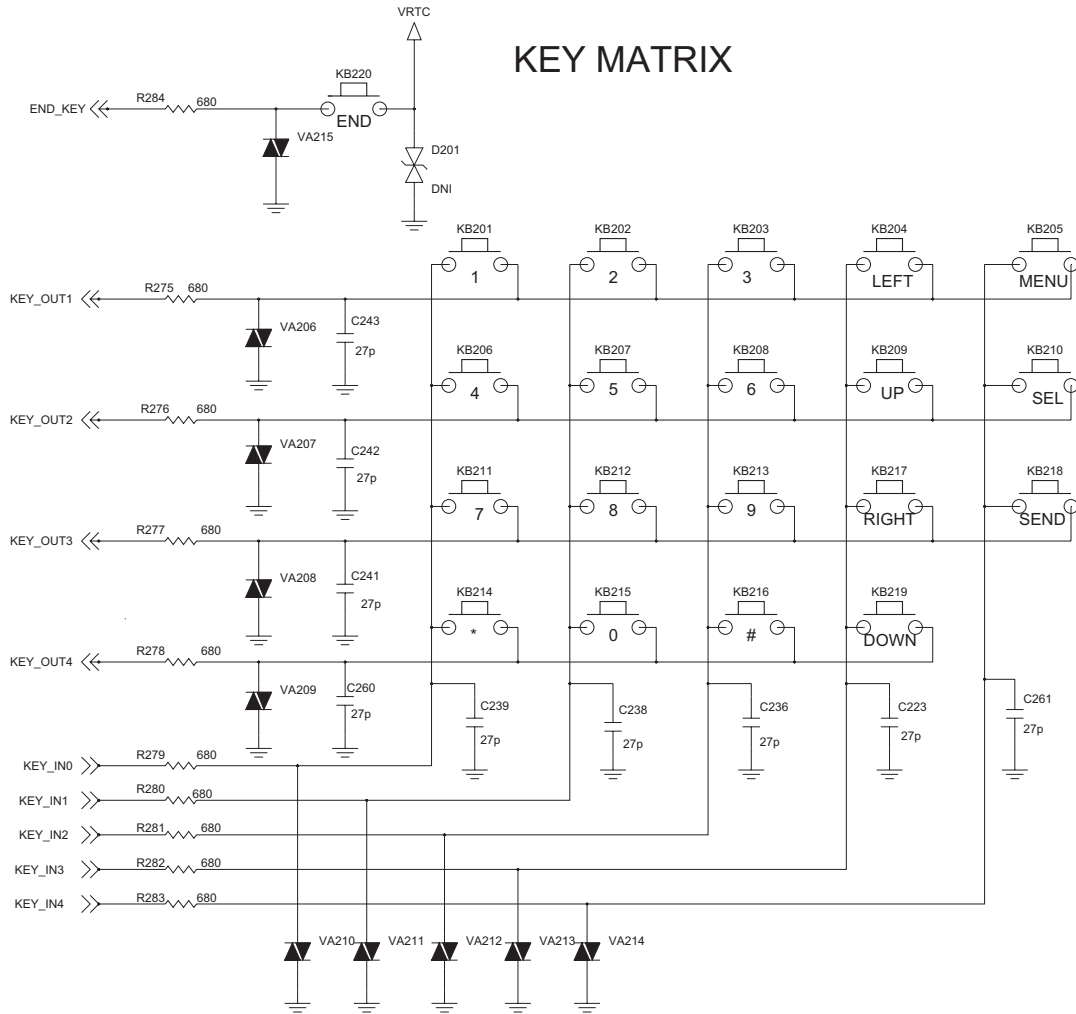 VRTC
KEY MATRIX
KB220
END_KEY R284 680
END
VA215
D201
DNI
KB201 KB202 KB203 KB204 KB205
1 2 3 LEFT MENU
KEY_OUT1 R275 680
VA206 C243
27p
KB206 KB207 KB208 KB209 KB210
4 5 6 UP SEL
KEY_OUT2 R276 680
VA207 C242
27p
KB211 KB212 KB213 KB217 KB218
7 8 9 RIGHT SEND
KEY_OUT3 R277 680
VA208 C241
27p
KB214 KB215 KB216 KB219
* 0 # DOWN
KEY_OUT4 R278 680
VA209 C260
27p
C239 C238 C236 C223 C261
27p 27p 27p 27p 27p
KEY_IN0 R279 680
KEY_IN1 R280 680
KEY_IN2 R281 680
KEY_IN3 R282 680
KEY_IN4 R283 680
VA210 VA211 VA212 VA213 VA214